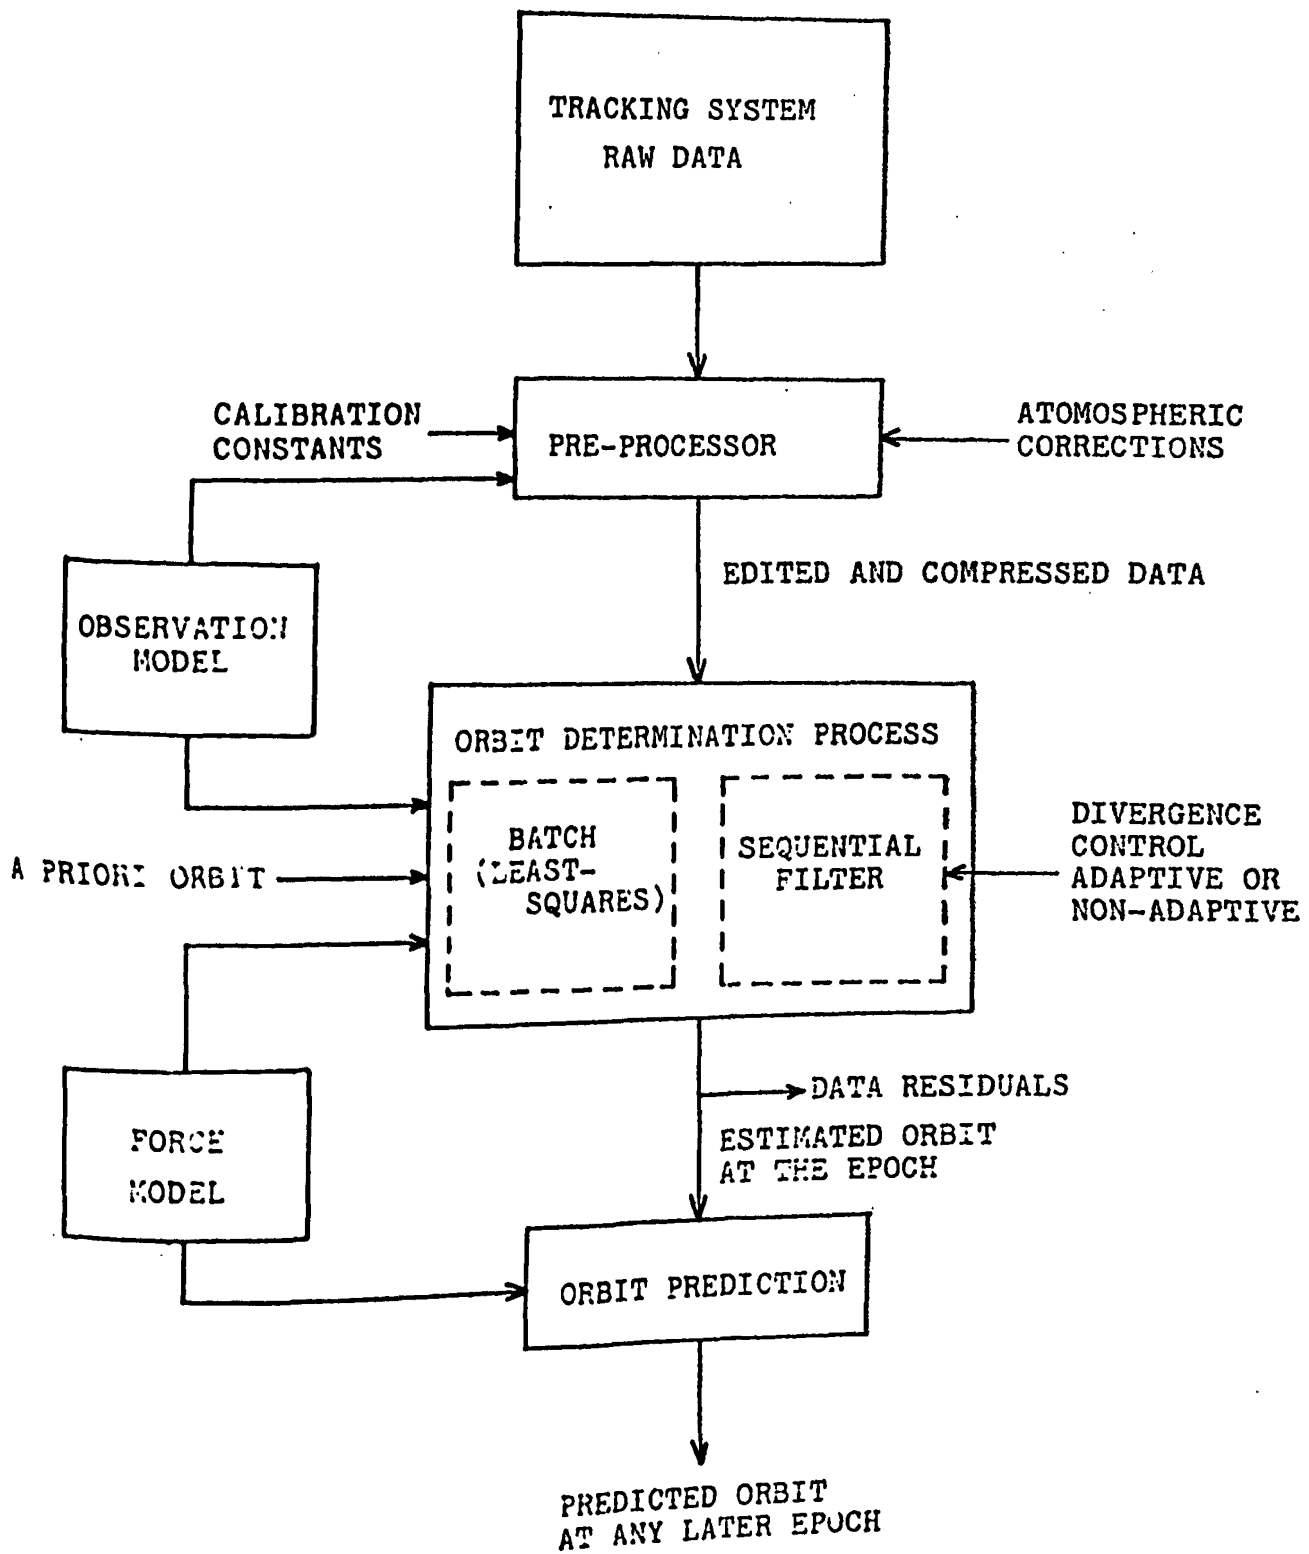 TRACKING SYSTEM
RAW DATA
CALIBRATION
CONSTANTS
PRE-PROCESSOR
ATOMOSPHERIC
CORRECTIONS
EDITED AND COMPRESSED DATA
OBSERVATION
MODEL
ORBIT DETERMINATION PROCESS
BATCH
(LEAST-
SQUARES)
SEQUENTIAL
FILTER
DIVERGENCE
CONTROL
ADAPTIVE OR
NON-ADAPTIVE
A PRIORI ORBIT
DATA RESIDUALS
ESTIMATED ORBIT
AT THE EPOCH
FORCE
MODEL
ORBIT PREDICTION
PREDICTED ORBIT
AT ANY LATER EPOCH